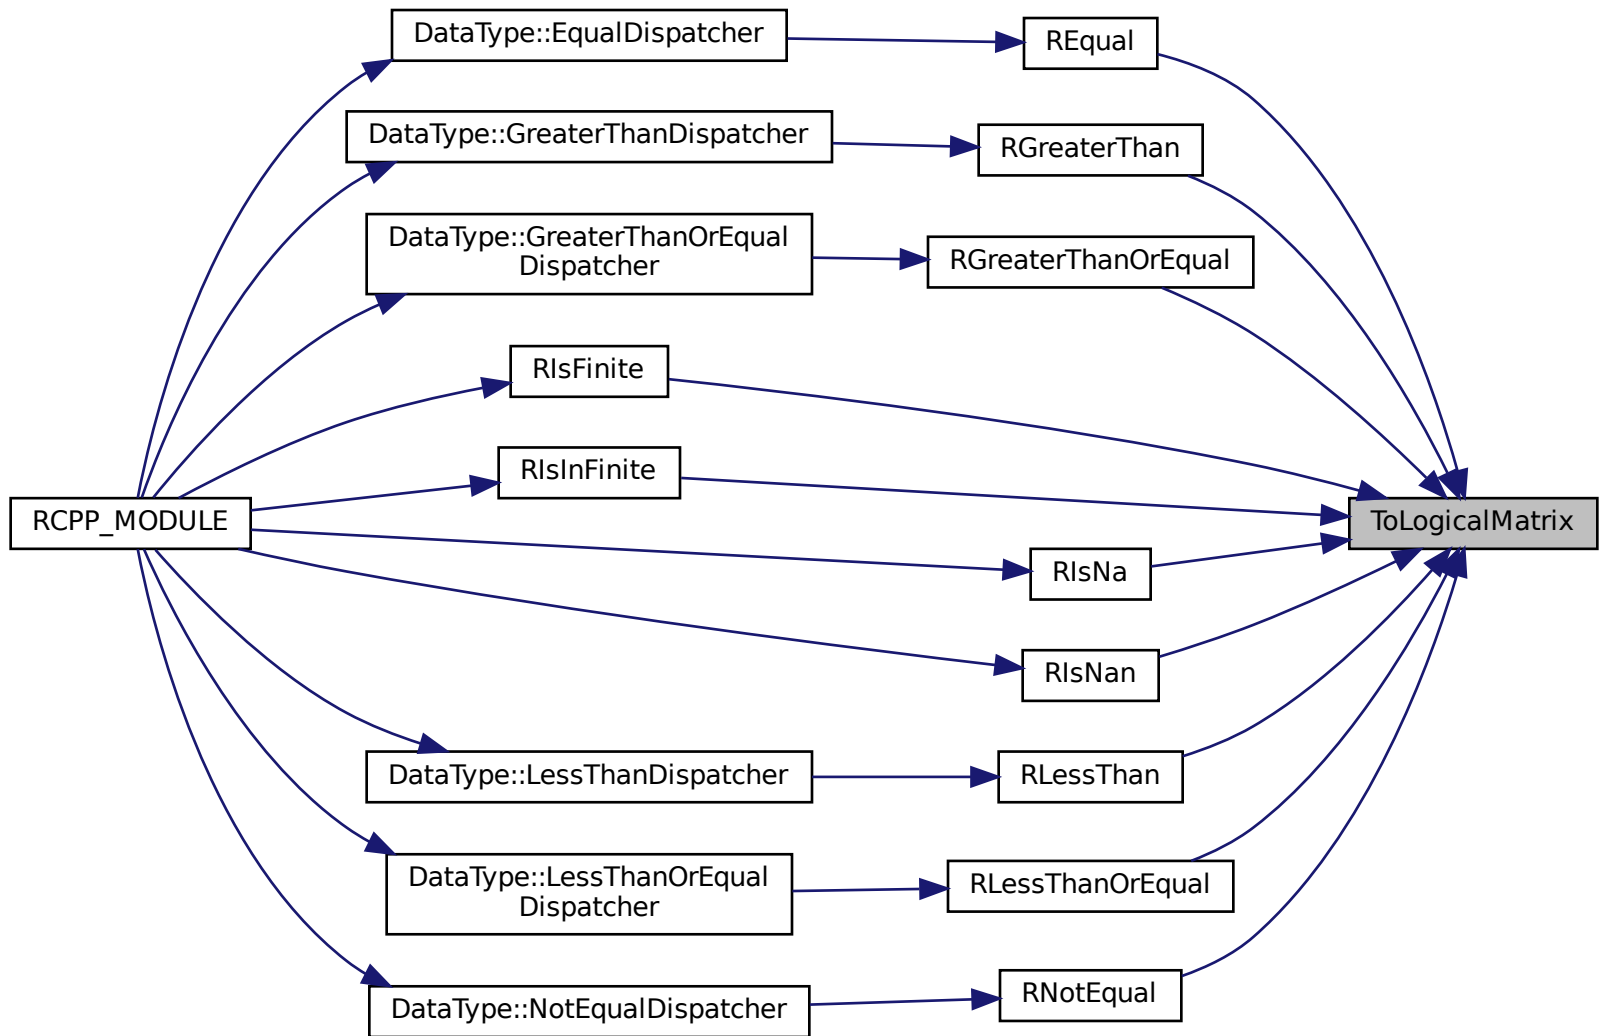 DataType::EqualDispatcher
REqual
DataType::GreaterThanDispatcher
RGreaterThan
DataType::GreaterThanOrEqual
Dispatcher
RGreaterThanOrEqual
RIsFinite
RIsInFinite
RCPP_MODULE
ToLogicalMatrix
RIsNa
RIsNan
DataType::LessThanDispatcher
RLessThan
DataType::LessThanOrEqual
Dispatcher
RLessThanOrEqual
RNotEqual
DataType::NotEqualDispatcher